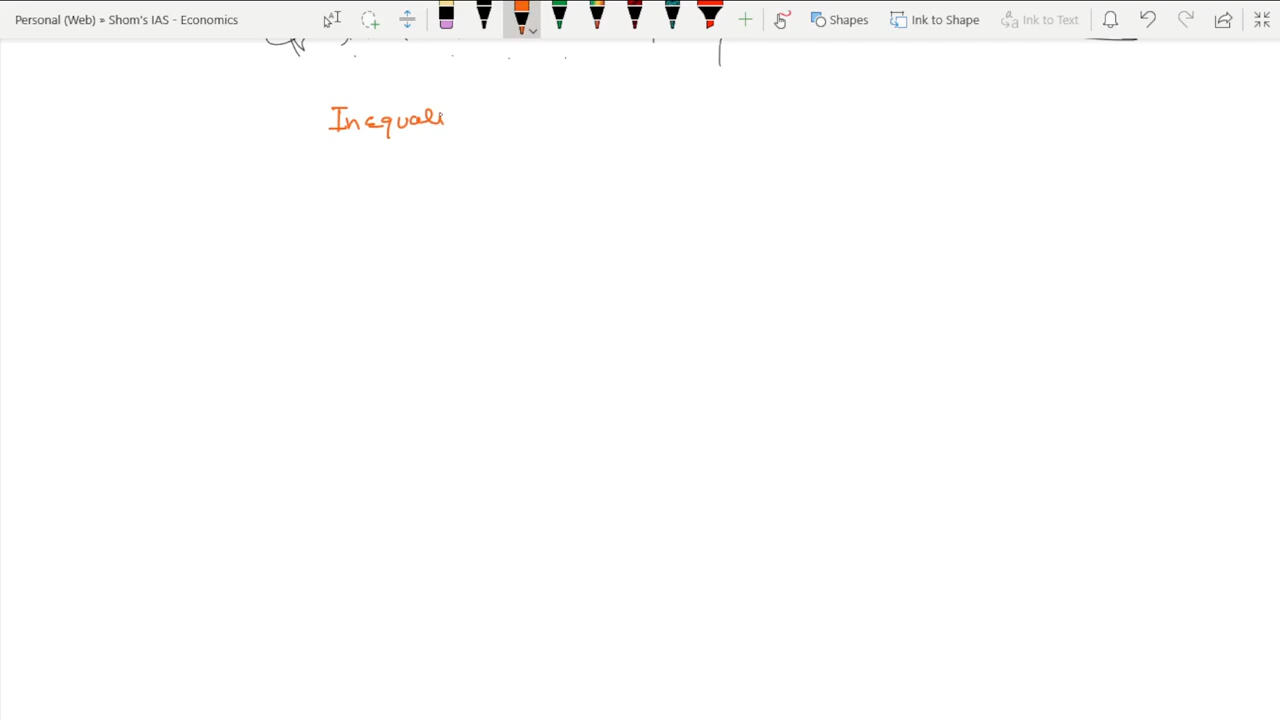 Personal (Web) » Shom's IAS - Economics
Shapes
Ink to Shape
Ink to Text
Inequali